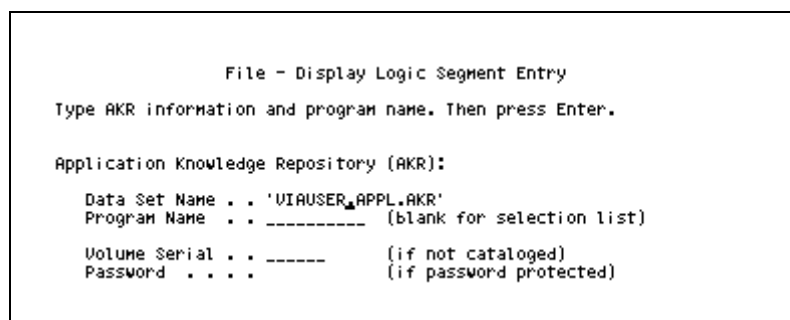 File - Display Logic Segment Entry
Type AKR information and program name. Then press Enter.
Application Knowledge Repository (AKR):
Data Set Name . . 'VIAUSER.APPL.AKR'
Program Name . . __________ (blank for selection list)
Volume Serial . . ______ (if not cataloged)
Password . . . . (if password protected)